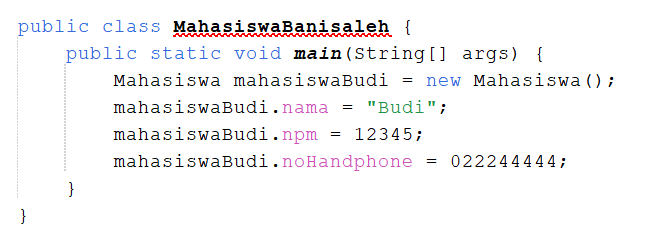 public class MahasiswaBanisaleh {
    public static void main(String[] args) {
        Mahasiswa mahasiswaBudi = new Mahasiswa();
        mahasiswaBudi.nama = "Budi";
        mahasiswaBudi.npm = 12345;
        mahasiswaBudi.noHandphone = 022244444;
    }
}